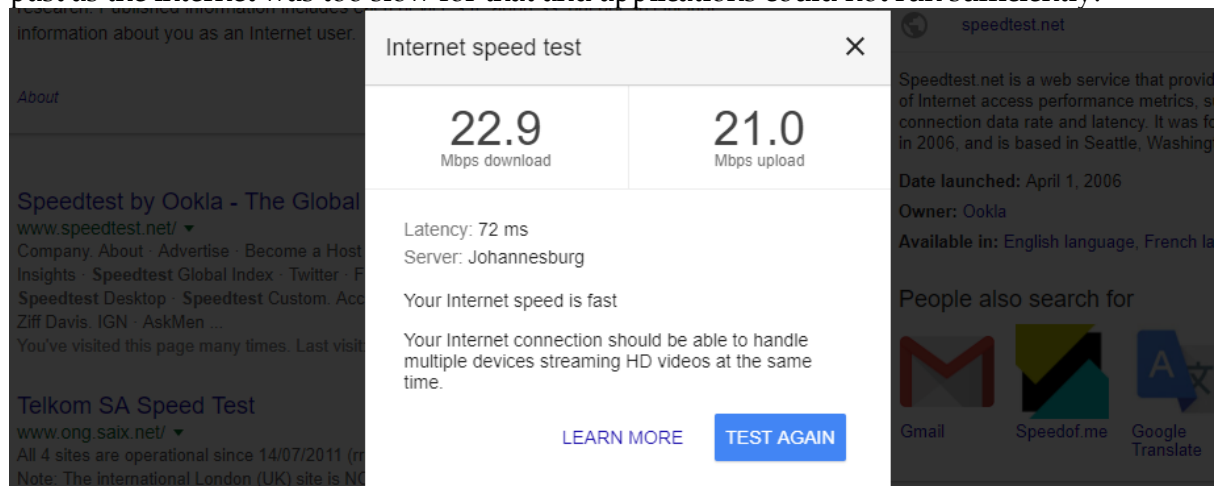 past as the internet was too slow for that and applications could not run sufficiently.
information about you as an Internet user.
About
Speedtest by Ookla - The Global
www.speedtest.net/
Company. About · Advertise · Become a Host
Insights · Speedtest Global Index · Twitter · F
Speedtest Desktop · Speedtest Custom. Acc
Ziff Davis. IGN · AskMen ...
You've visited this page many times. Last visit:
Telkom SA Speed Test
www.ong.saix.net/
All 4 sites are operational since 14/07/2011 (rr
Note: The international London (UK) site is NO
Internet speed test
22.9
Mbps download
21.0
Mbps upload
Latency: 72 ms
Server: Johannesburg
Your Internet speed is fast
Your Internet connection should be able to handle
multiple devices streaming HD videos at the same
time.
LEARN MORE
TEST AGAIN
speedtest.net
Speedtest.net is a web service that provid
of Internet access performance metrics, s
connection data rate and latency. It was fo
in 2006, and is based in Seattle, Washing
Date launched: April 1, 2006
Owner: Ookla
Available in: English language, French la
People also search for
Gmail
Speedof.me
Google
Translate